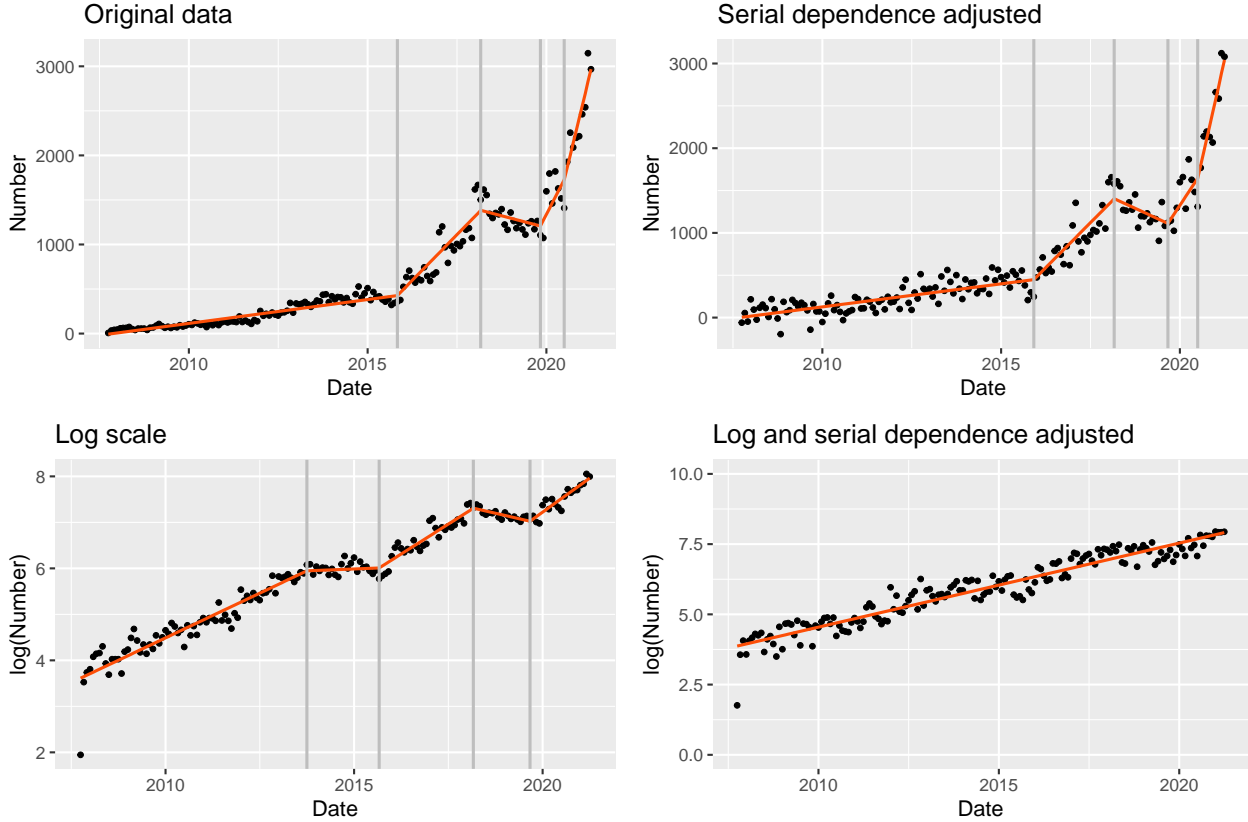 Original data
Number
3000
2000
1000
0
2010
2015
2020
Date
Serial dependence adjusted
Number
3000
2000
1000
0
2010
2015
2020
Date
Log scale
log(Number)
8
6
4
2
2010
2015
2020
Date
Log and serial dependence adjusted
log(Number)
10.0
7.5
5.0
2.5
0.0
2010
2015
2020
Date